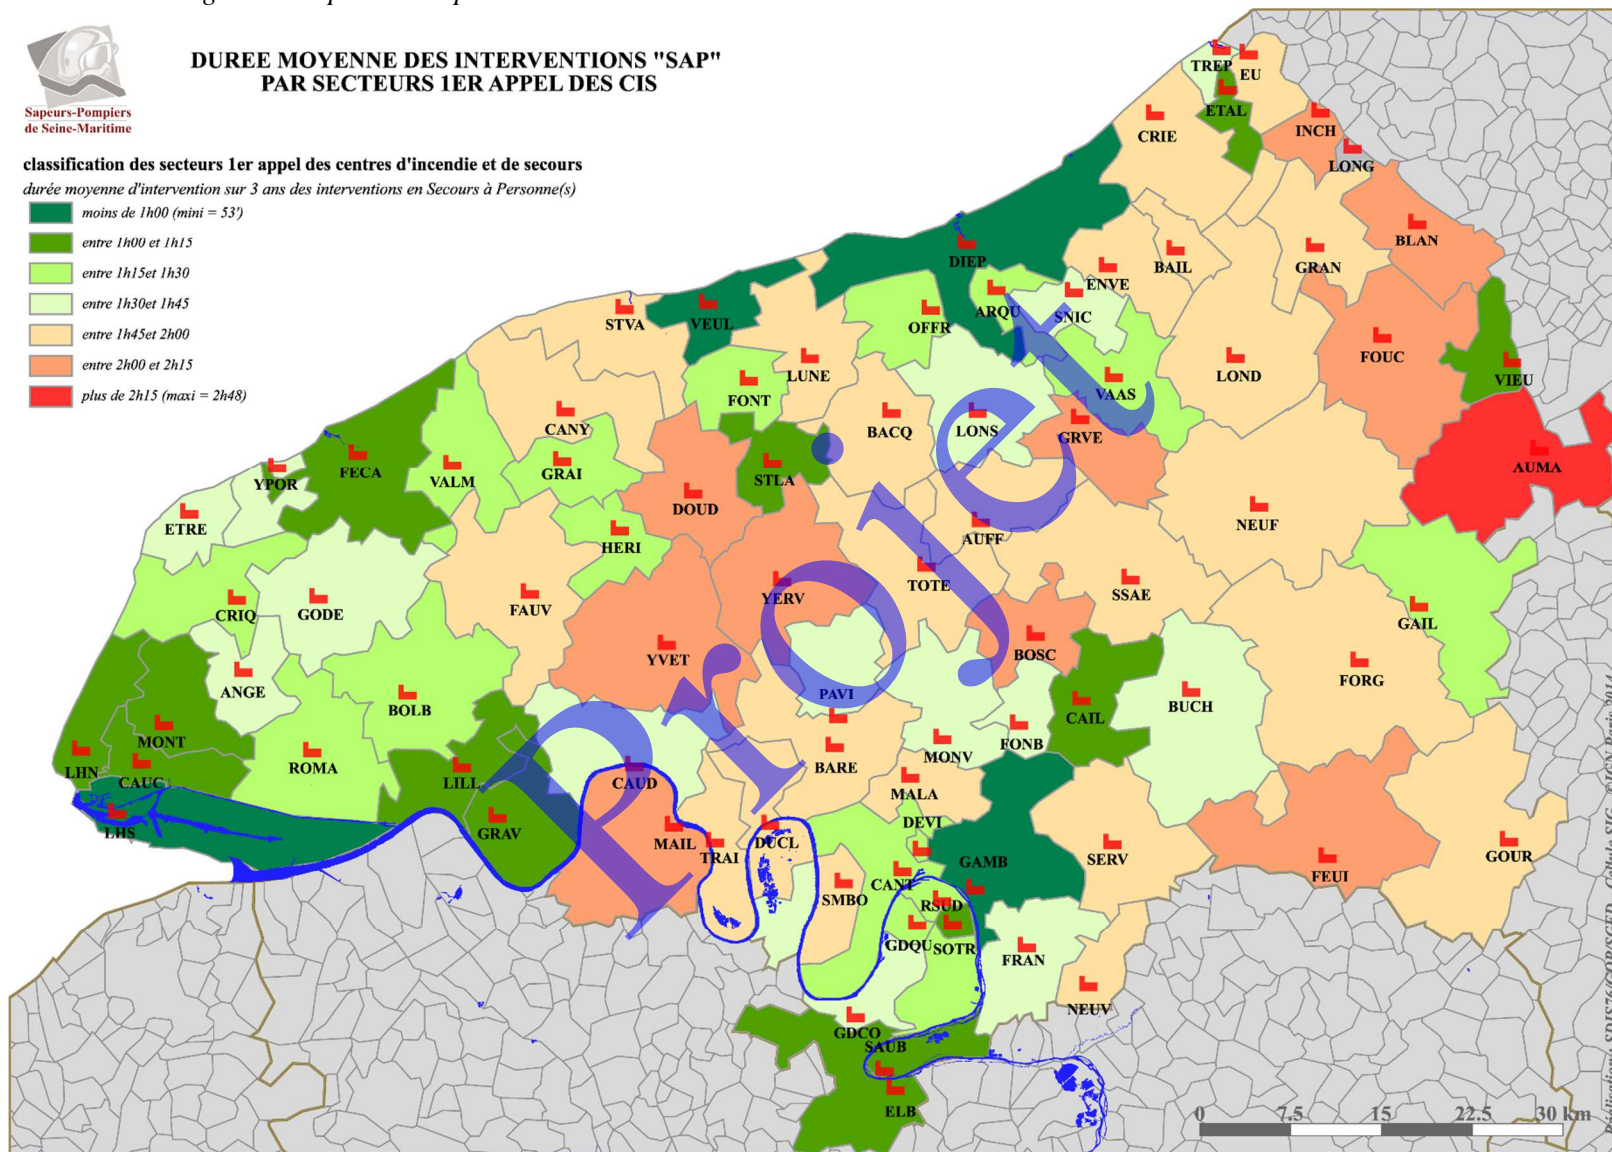 DUREE MOYENNE DES INTERVENTIONS "SAP"
PAR SECTEURS 1ER APPEL DES CIS
Sapeurs-Pompiers
de Seine-Maritime
classification des secteurs 1er appel des centres d'incendie et de secours
durée moyenne d'intervention sur 3 ans des interventions en Secours à Personne(s)
moins de 1h00 (mini = 53')
entre 1h00 et 1h15
entre 1h15et 1h30
entre 1h30et 1h45
entre 1h45et 2h00
entre 2h00 et 2h15
plus de 2h15 (maxi = 2h48)
TREP
EU
ETAL
CRIE
INCH
LONG
BLAN
DIEP
BAIL
GRAN
ENVE
ARQU
SNIC
STVA
VEUL
OFFR
FOUC
LUNE
LOND
VIEU
FONT
VAAS
CANY
BACQ
LONS
GRVE
AUMA
YPOR
FECA
VALM
GRAI
STLA
ETRE
DOUD
NEUF
HERI
AUFF
CRIQ
GODE
FAUV
YERV
TOTE
SSAE
GAIL
YVET
BOSC
ANGE
BOLB
PAVI
CAIL
BUCH
FORG
MONT
LHN
CAUC
ROMA
LILL
CAUD
BARE
MONV
FONB
MALA
LHS
GRAV
MAIL
TRAI
DUCL
DEVI
GAMB
SERV
FEUI
GOUR
CANT
SMBO
RSUD
GDQU
SOTR
FRAN
NEUV
GDCO
SAUB
ELB
Projet
0 7.5 15 22.5 30 km